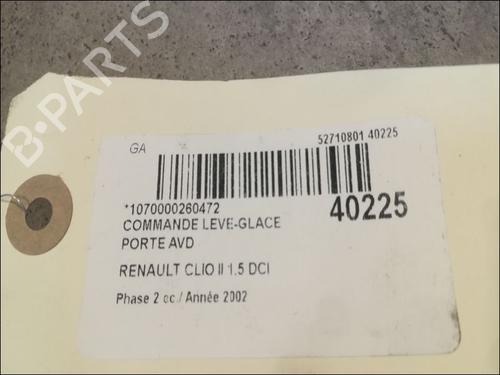 B-PARTS
GA
52710801 40225
*1070000260472
40225
COMMANDE LEVE-GLACE
PORTE AVD
RENAULT CLIO II 1.5 DCI
Phase 2 cc / Année 2002